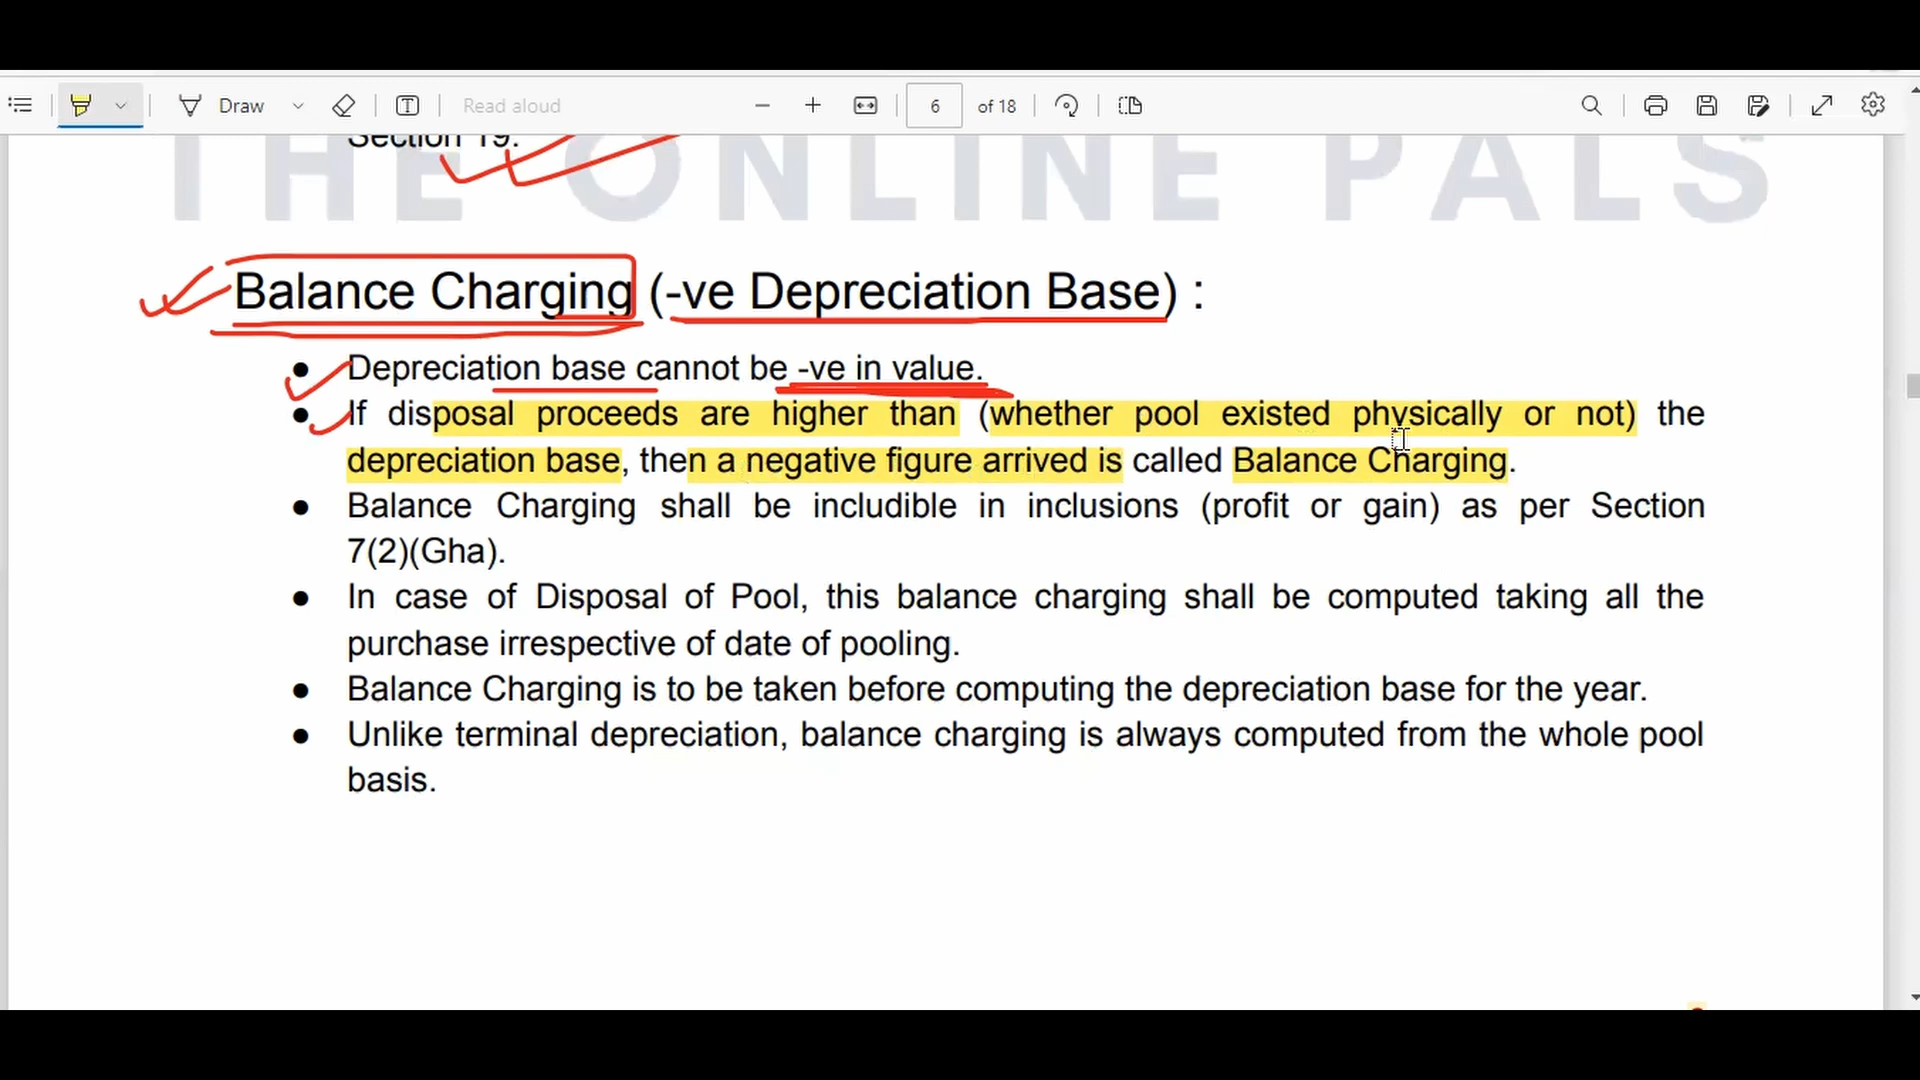 Draw
Read aloud
6 of 18
Section 19.
THE ONLINE PALS
Balance Charging (-ve Depreciation Base) :
● Depreciation base cannot be -ve in value.
● If disposal proceeds are higher than (whether pool existed physically or not) the
depreciation base, then a negative figure arrived is called Balance Charging.
● Balance Charging shall be includible in inclusions (profit or gain) as per Section
7(2)(Gha).
● In case of Disposal of Pool, this balance charging shall be computed taking all the
purchase irrespective of date of pooling.
● Balance Charging is to be taken before computing the depreciation base for the year.
● Unlike terminal depreciation, balance charging is always computed from the whole pool
basis.